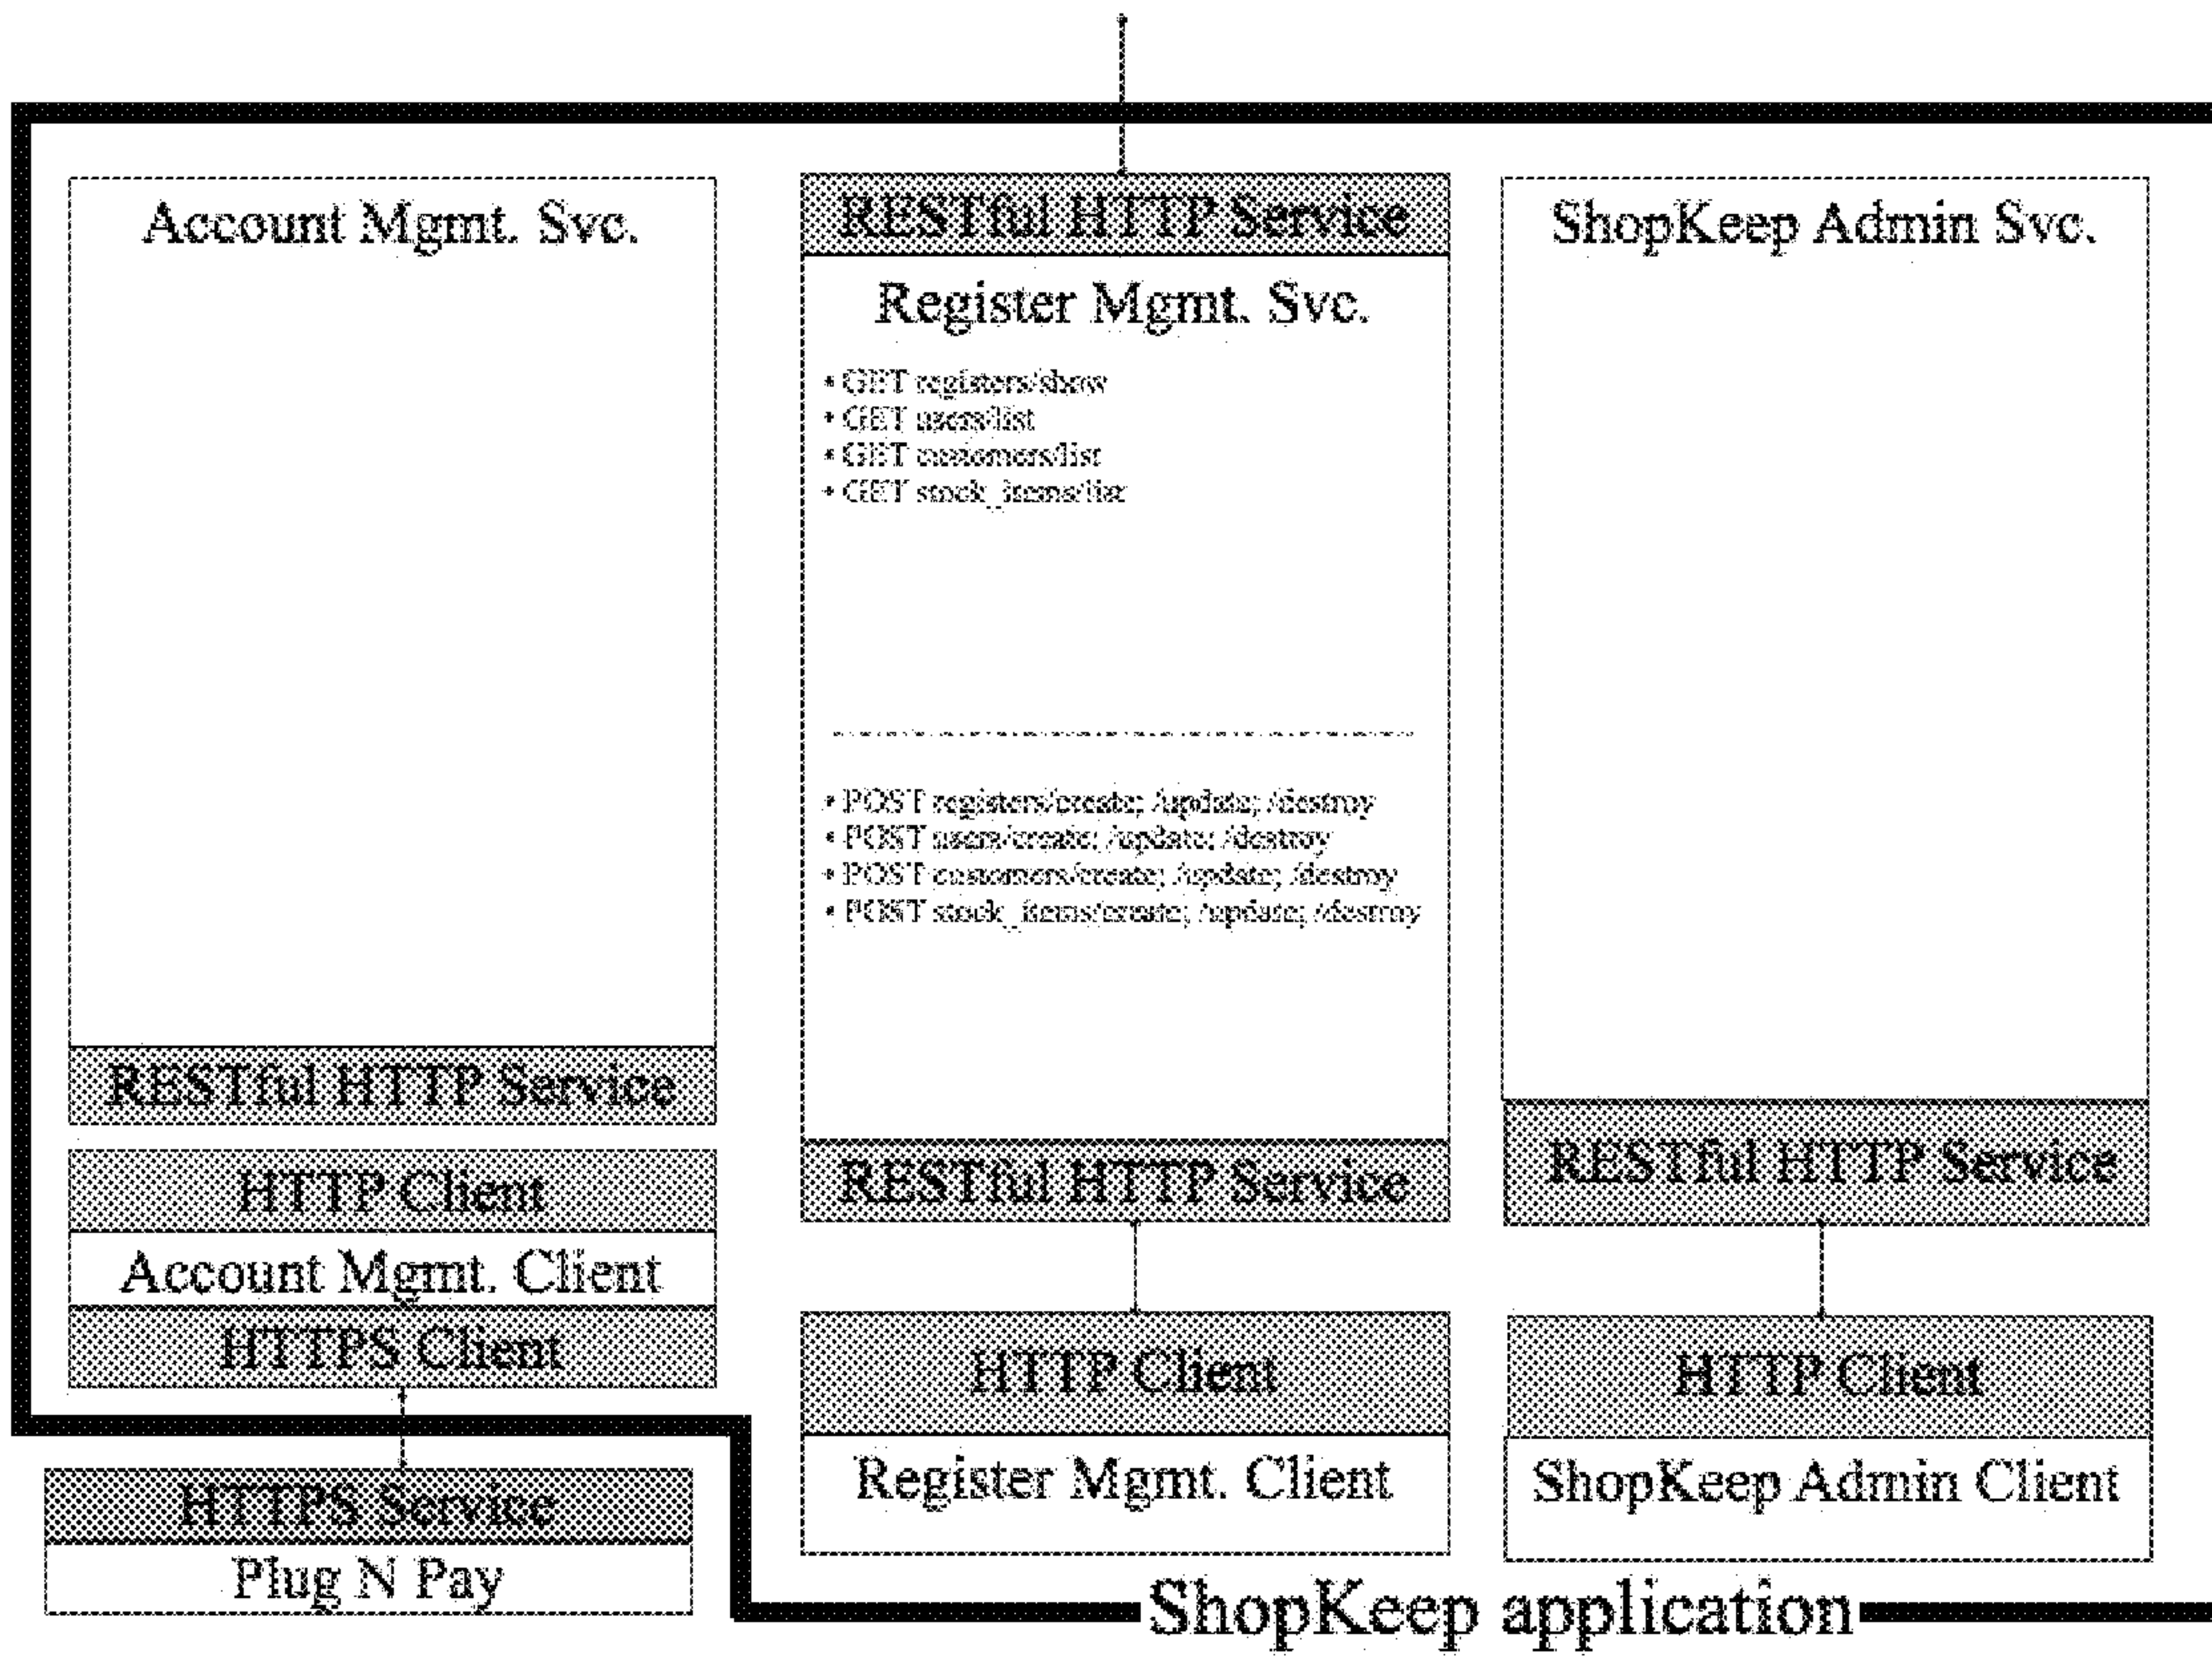 Account Mgmt. Svc.
RESTful HTTP Service
HTTP Client
Account Mgmt. Client
HTTPS Client
HTTPS Service
Plug N Pay
RESTful HTTP Service
Register Mgmt. Svc.
• GET registers/show
• GET users/list
• GET customers/list
• GET stock_items/list
• POST registers/create; /update; /destroy
• POST users/create; /update; /destroy
• POST customers/create; /update; /destroy
• POST stock_items/create; /update; /destroy
RESTful HTTP Service
HTTP Client
Register Mgmt. Client
ShopKeep Admin Svc.
RESTful HTTP Service
HTTP Client
ShopKeep Admin Client
ShopKeep application